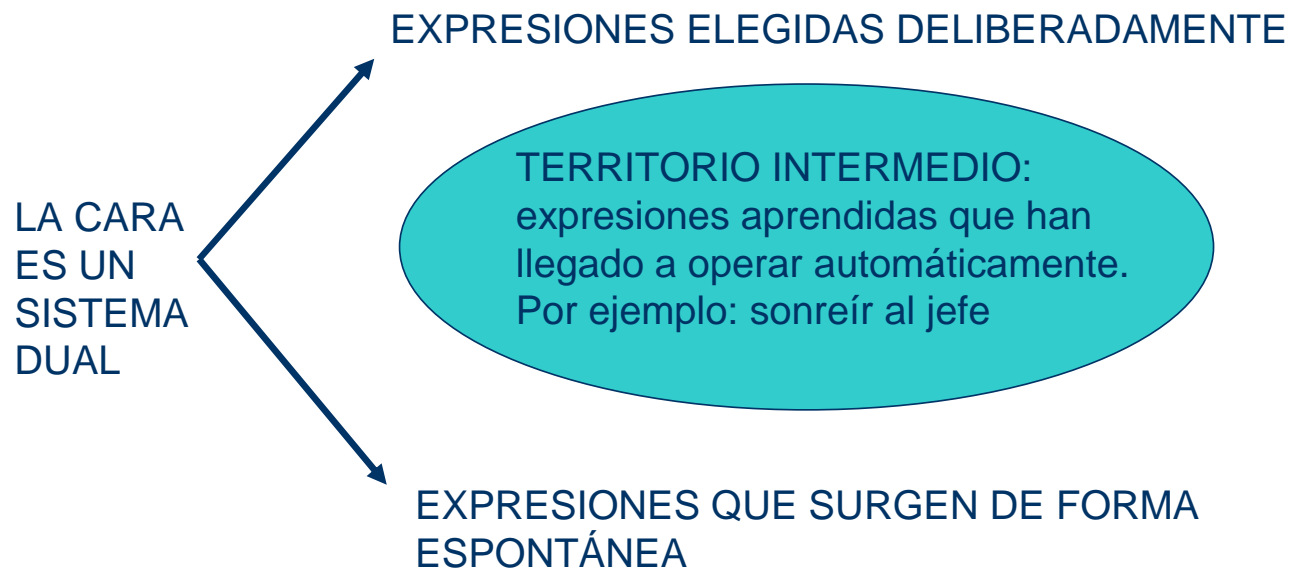 EXPRESIONES ELEGIDAS DELIBERADAMENTE
TERRITORIO INTERMEDIO:
expresiones aprendidas que han
llegado a operar automáticamente.
Por ejemplo: sonreír al jefe
LA CARA
ES UN
SISTEMA
DUAL
EXPRESIONES QUE SURGEN DE FORMA
ESPONTÁNEA